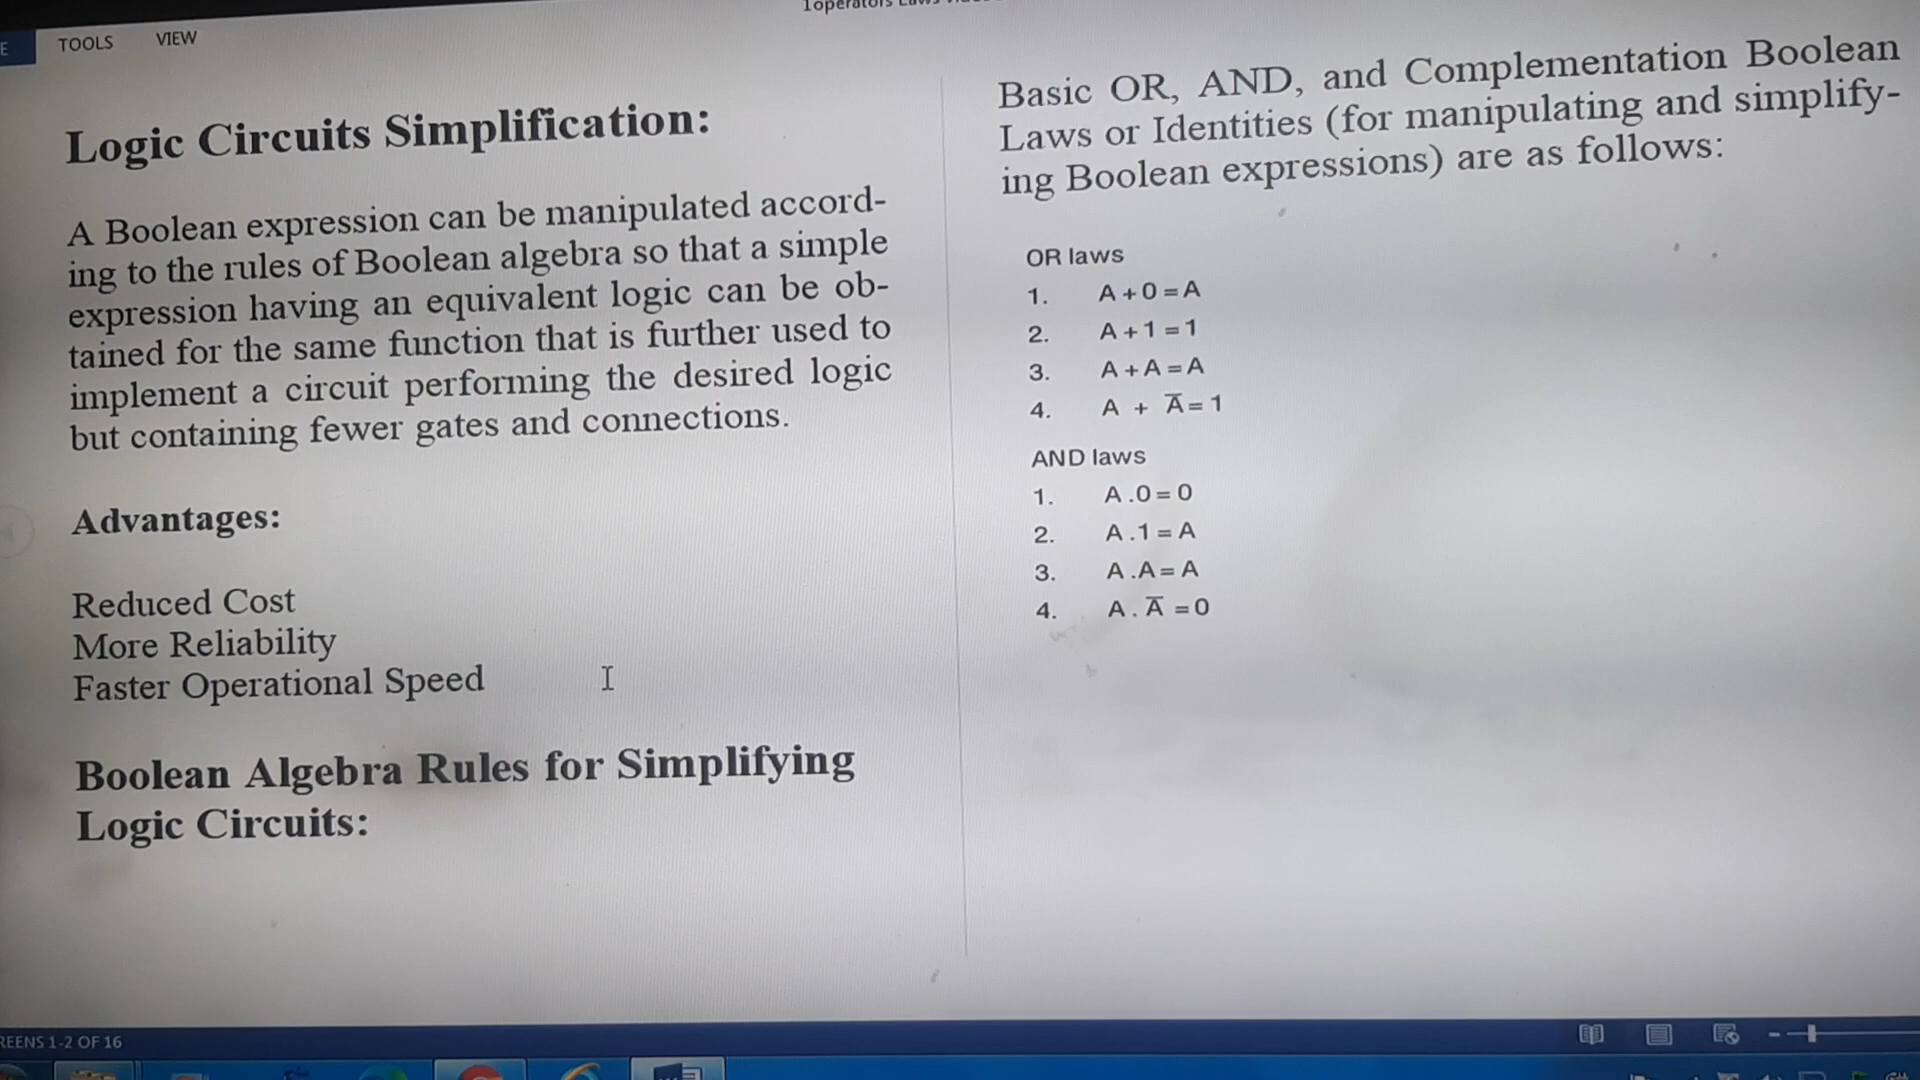 TOOLS VIEW
Logic Circuits Simplification:
A Boolean expression can be manipulated accord-
ing to the rules of Boolean algebra so that a simple
expression having an equivalent logic can be ob-
tained for the same function that is further used to
implement a circuit performing the desired logic
but containing fewer gates and connections.
Advantages:
Reduced Cost
More Reliability
Faster Operational Speed
Boolean Algebra Rules for Simplifying
Logic Circuits:
Basic OR, AND, and Complementation Boolean
Laws or Identities (for manipulating and simplify-
ing Boolean expressions) are as follows:
OR laws
1. A+0=A
2. A+1=1
3. A+A=A
4. A + A̅=1
AND laws
1. A.0=0
2. A.1=A
3. A.A=A
4. A. A̅ =0
REENS 1-2 OF 16